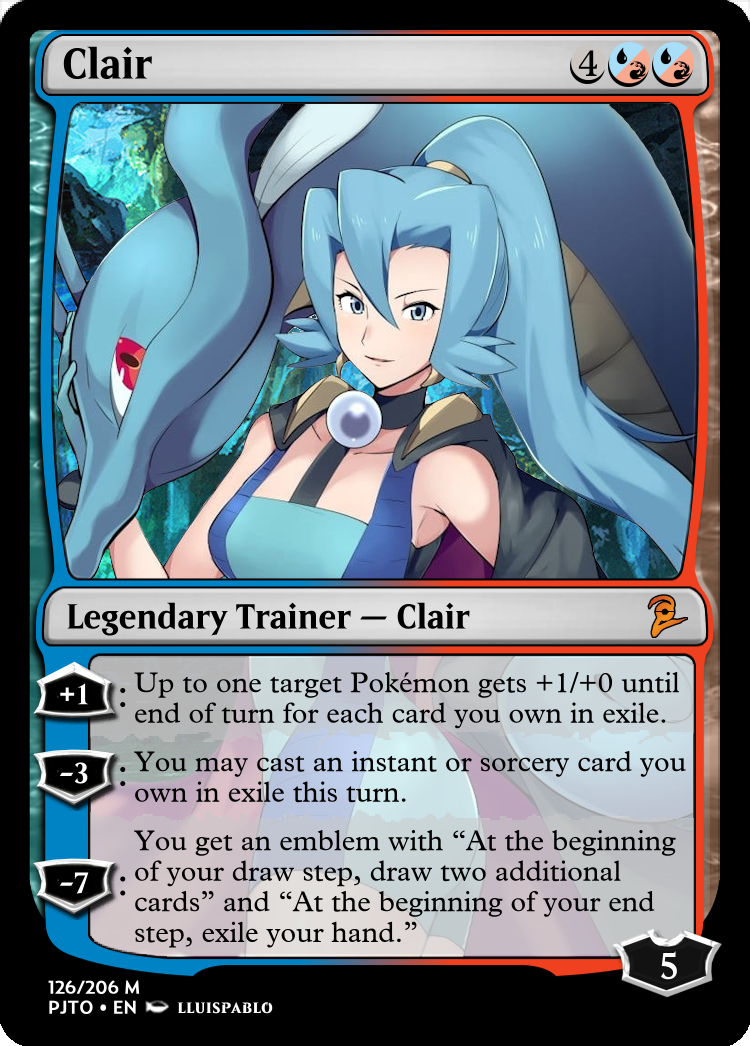 Clair 4
Legendary Trainer — Clair
+1: Up to one target Pokémon gets +1/+0 until
end of turn for each card you own in exile.
-3: You may cast an instant or sorcery card you
own in exile this turn.
You get an emblem with “At the beginning
-7: of your draw step, draw two additional
cards” and “At the beginning of your end
step, exile your hand.”
5
126/206 M
PJTO • EN LLUISPABLO